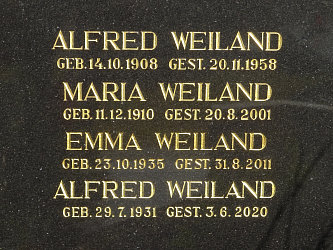 ALFRED WEILAND
GEB. 14.10.1908 GEST. 20.11.1958
MARIA WEILAND
GEB. 11.12.1910 GEST. 20.8.2001
EMMA WEILAND
GEB. 23.10.1935 GEST. 31.8.2011
ALFRED WEILAND
GEB. 29.7.1931 GEST. 3.6.2020